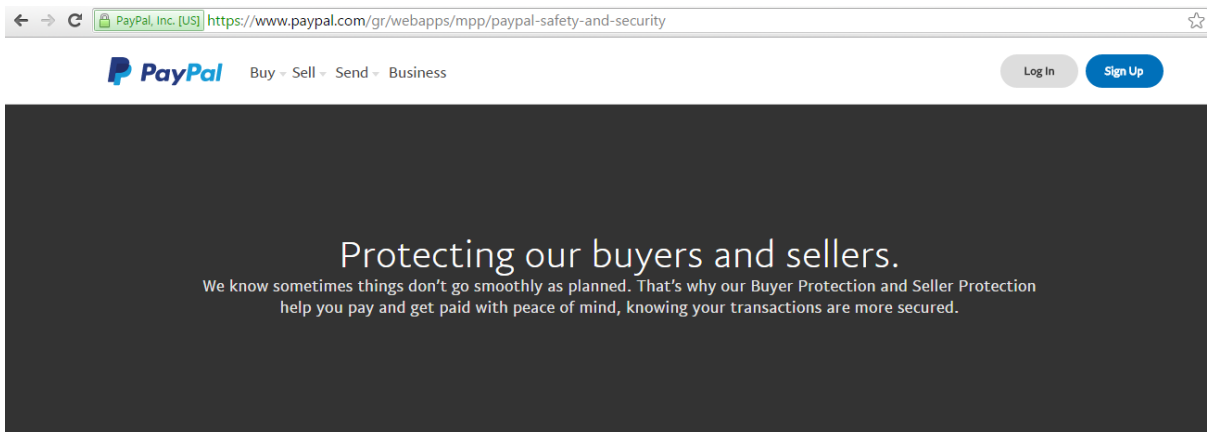 PayPal, Inc. [US] https://www.paypal.com/gr/webapps/mpp/paypal-safety-and-security
PayPal Buy Sell Send Business Log In Sign Up
Protecting our buyers and sellers.
We know sometimes things don't go smoothly as planned. That's why our Buyer Protection and Seller Protection
help you pay and get paid with peace of mind, knowing your transactions are more secured.